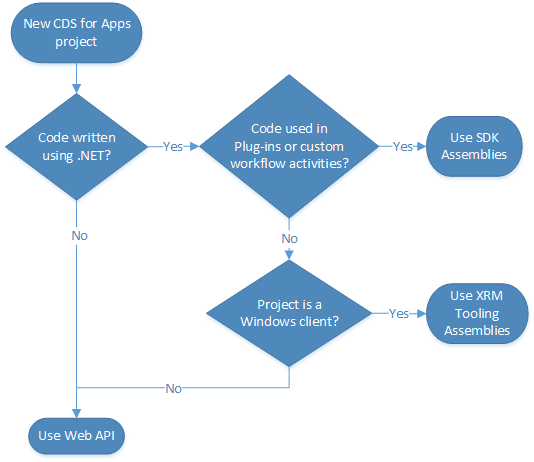 New CDS for Apps
project
Code written
using .NET?
Yes
Code used in
Plug-ins or custom
workflow activities?
Yes
Use SDK
Assemblies
No
No
Project is a
Windows client?
Yes
Use XRM
Tooling
Assemblies
No
Use Web API